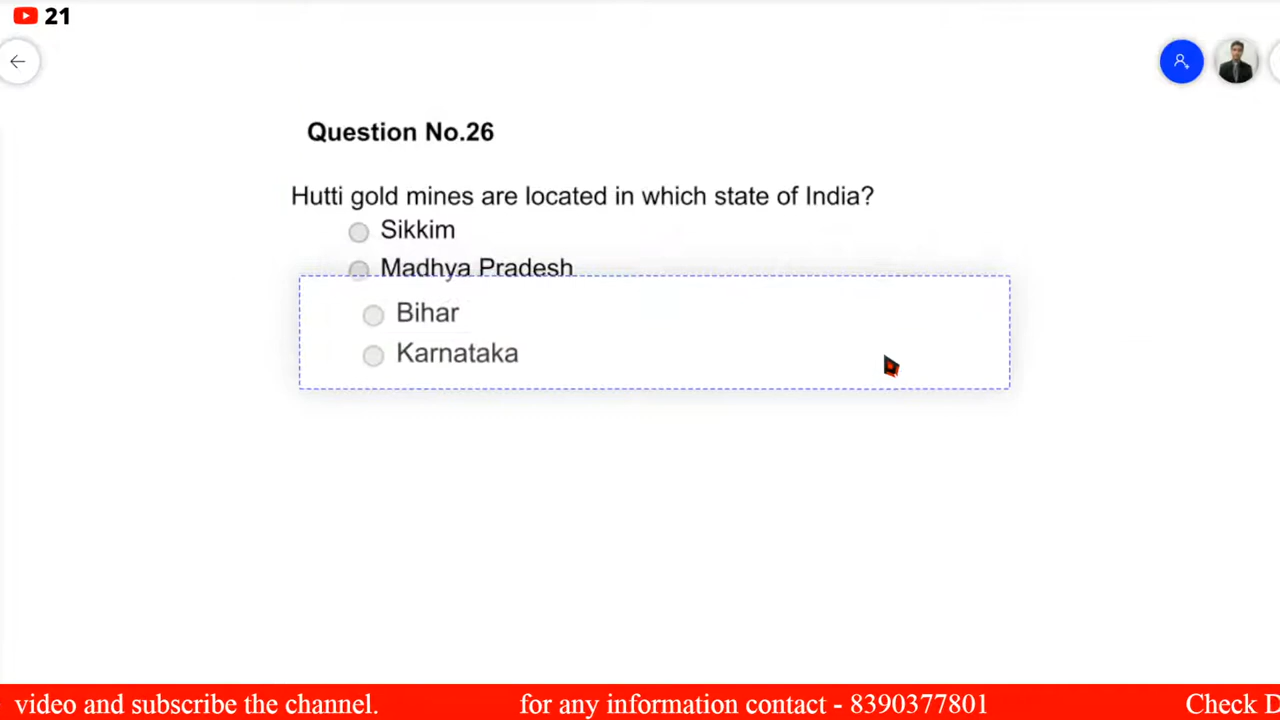 21
Question No.26
Hutti gold mines are located in which state of India?
Sikkim
Madhya Pradesh
Bihar
Karnataka
video and subscribe the channel. for any information contact - 8390377801 Check D